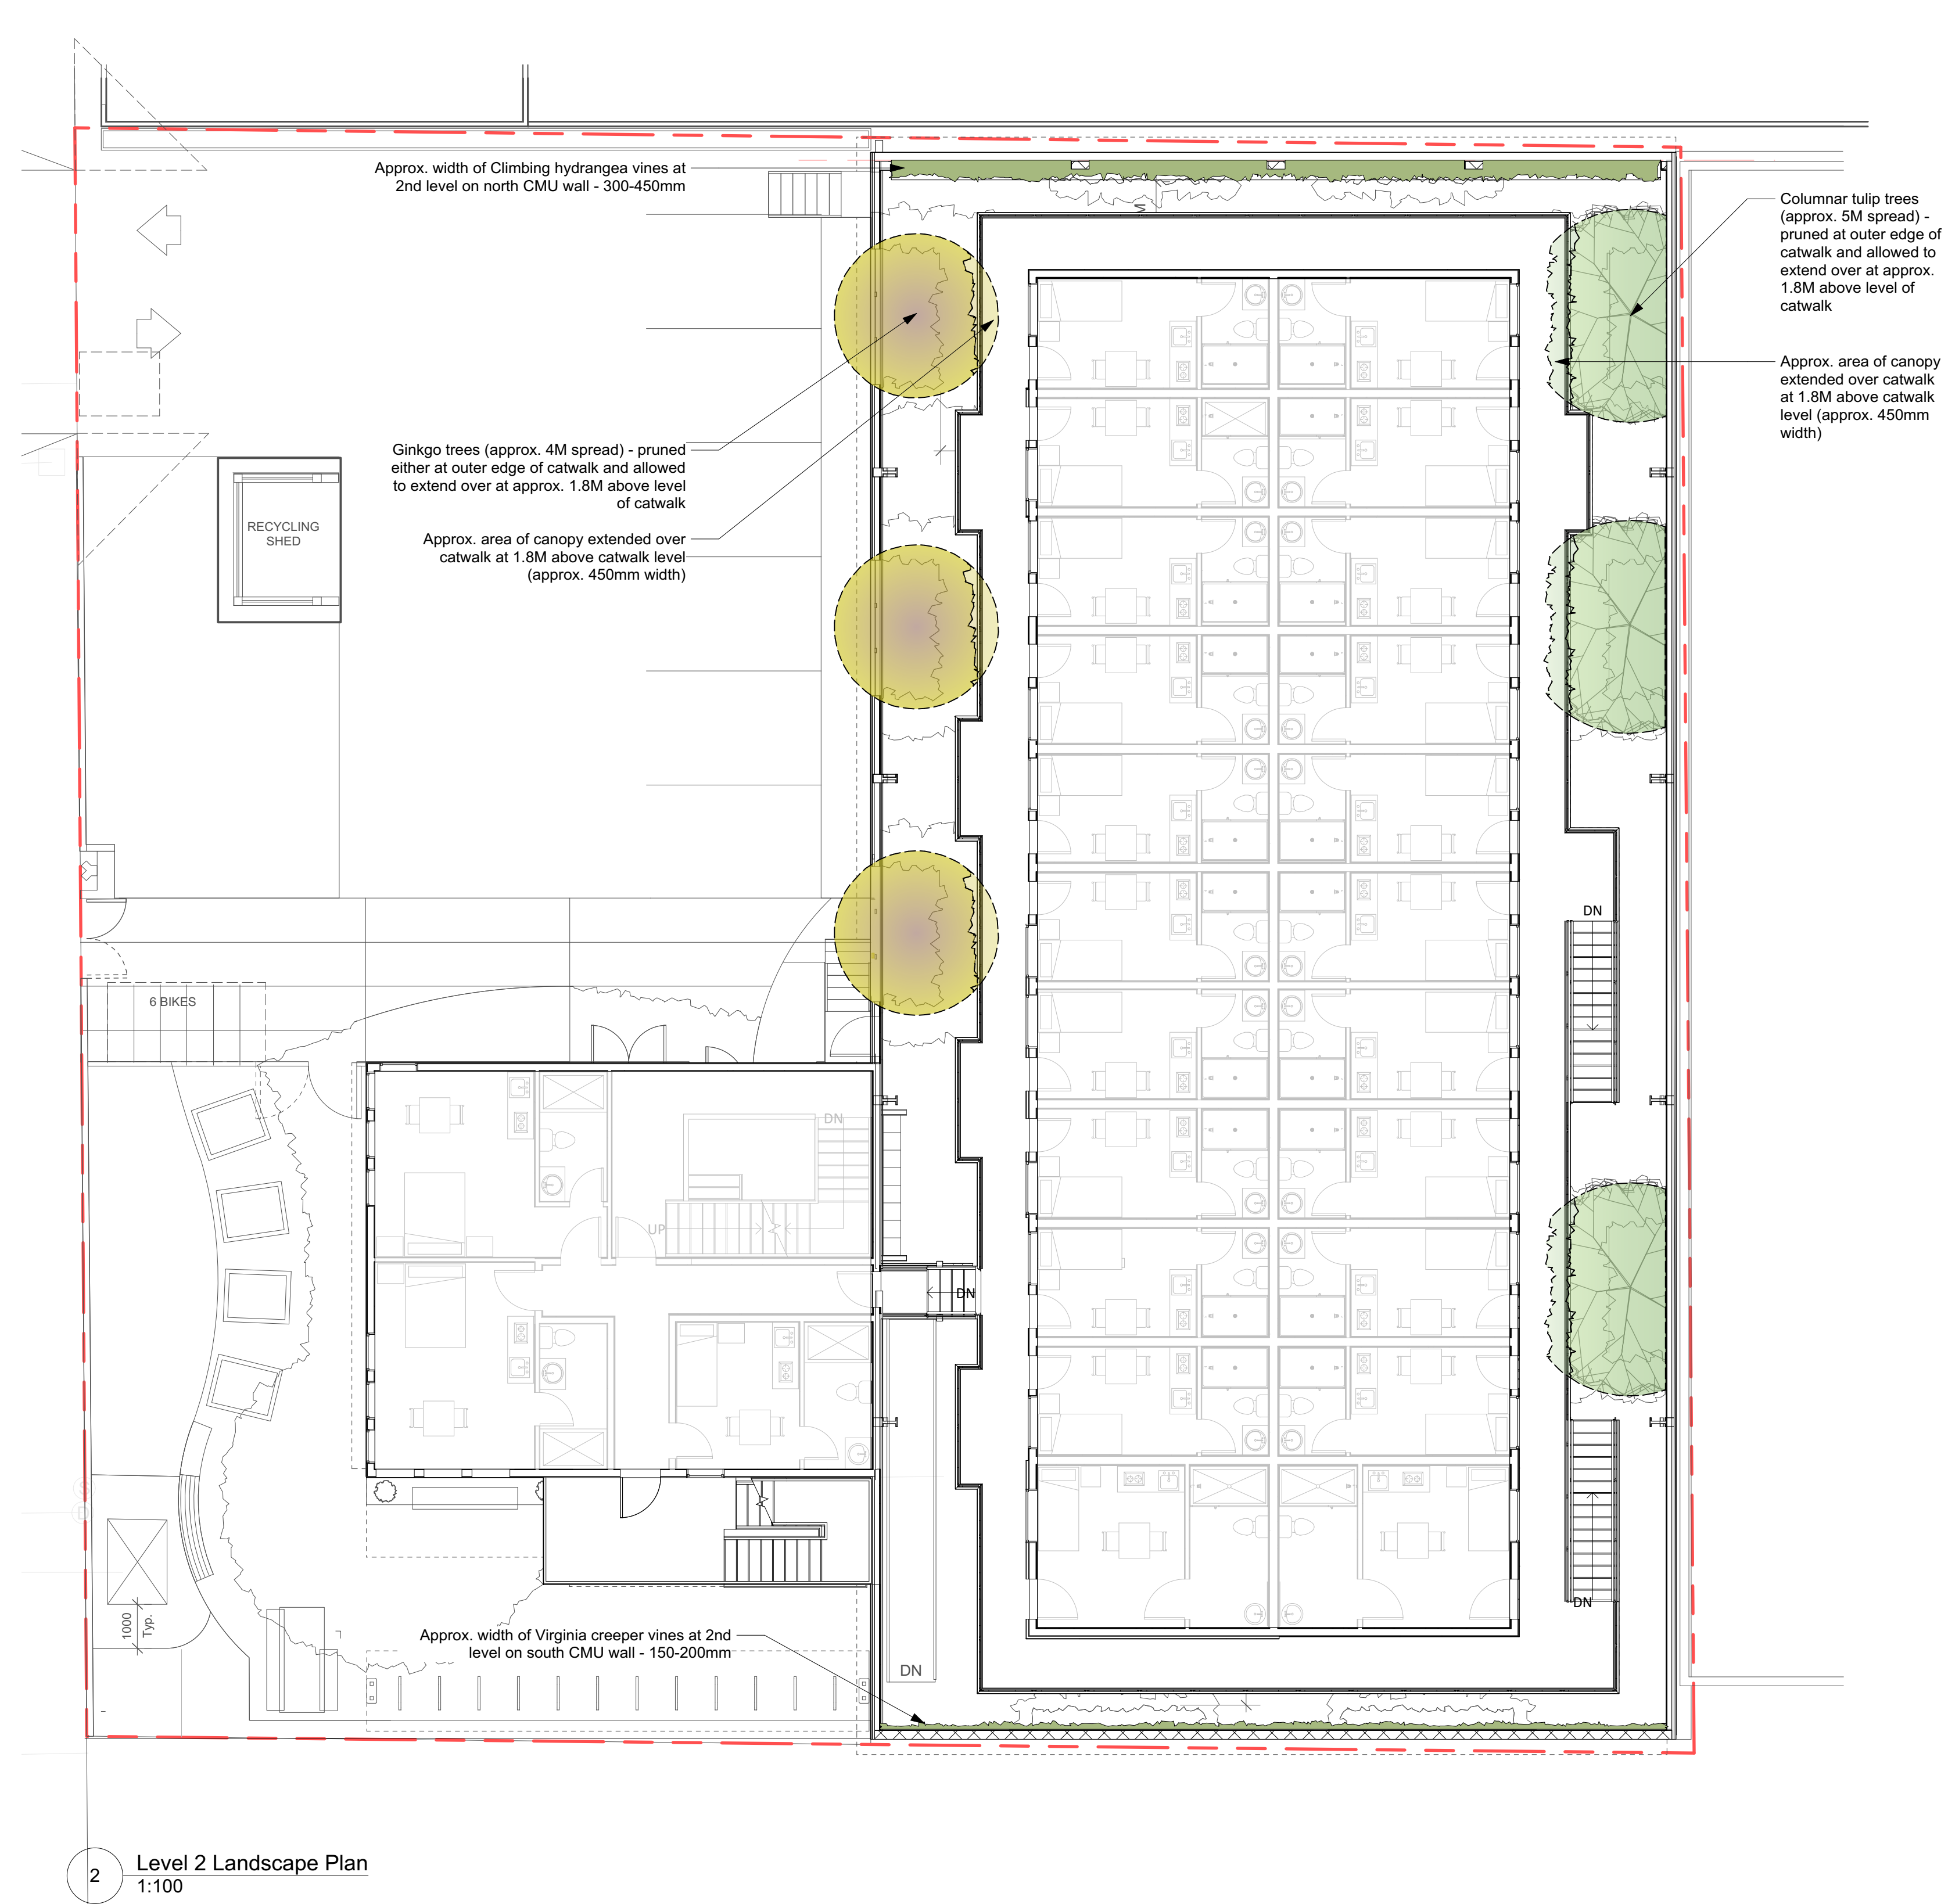 Approx. width of Climbing hydrangea vines at
2nd level on north CMU wall - 300-450mm
Columnar tulip trees
(approx. 5M spread) -
pruned at outer edge of
catwalk and allowed to
extend over at approx.
1.8M above level of
catwalk
Approx. area of canopy
extended over catwalk
at 1.8M above catwalk
level (approx. 450mm
width)
Ginkgo trees (approx. 4M spread) - pruned
either at outer edge of catwalk and allowed
to extend over at approx. 1.8M above level
of catwalk
RECYCLING
SHED
Approx. area of canopy extended over
catwalk at 1.8M above catwalk level
(approx. 450mm width)
DN
6 BIKES
DN
UP
DN
DN
1000
Typ.
Approx. width of Virginia creeper vines at 2nd
level on south CMU wall - 150-200mm
DN
2
Level 2 Landscape Plan
1:100